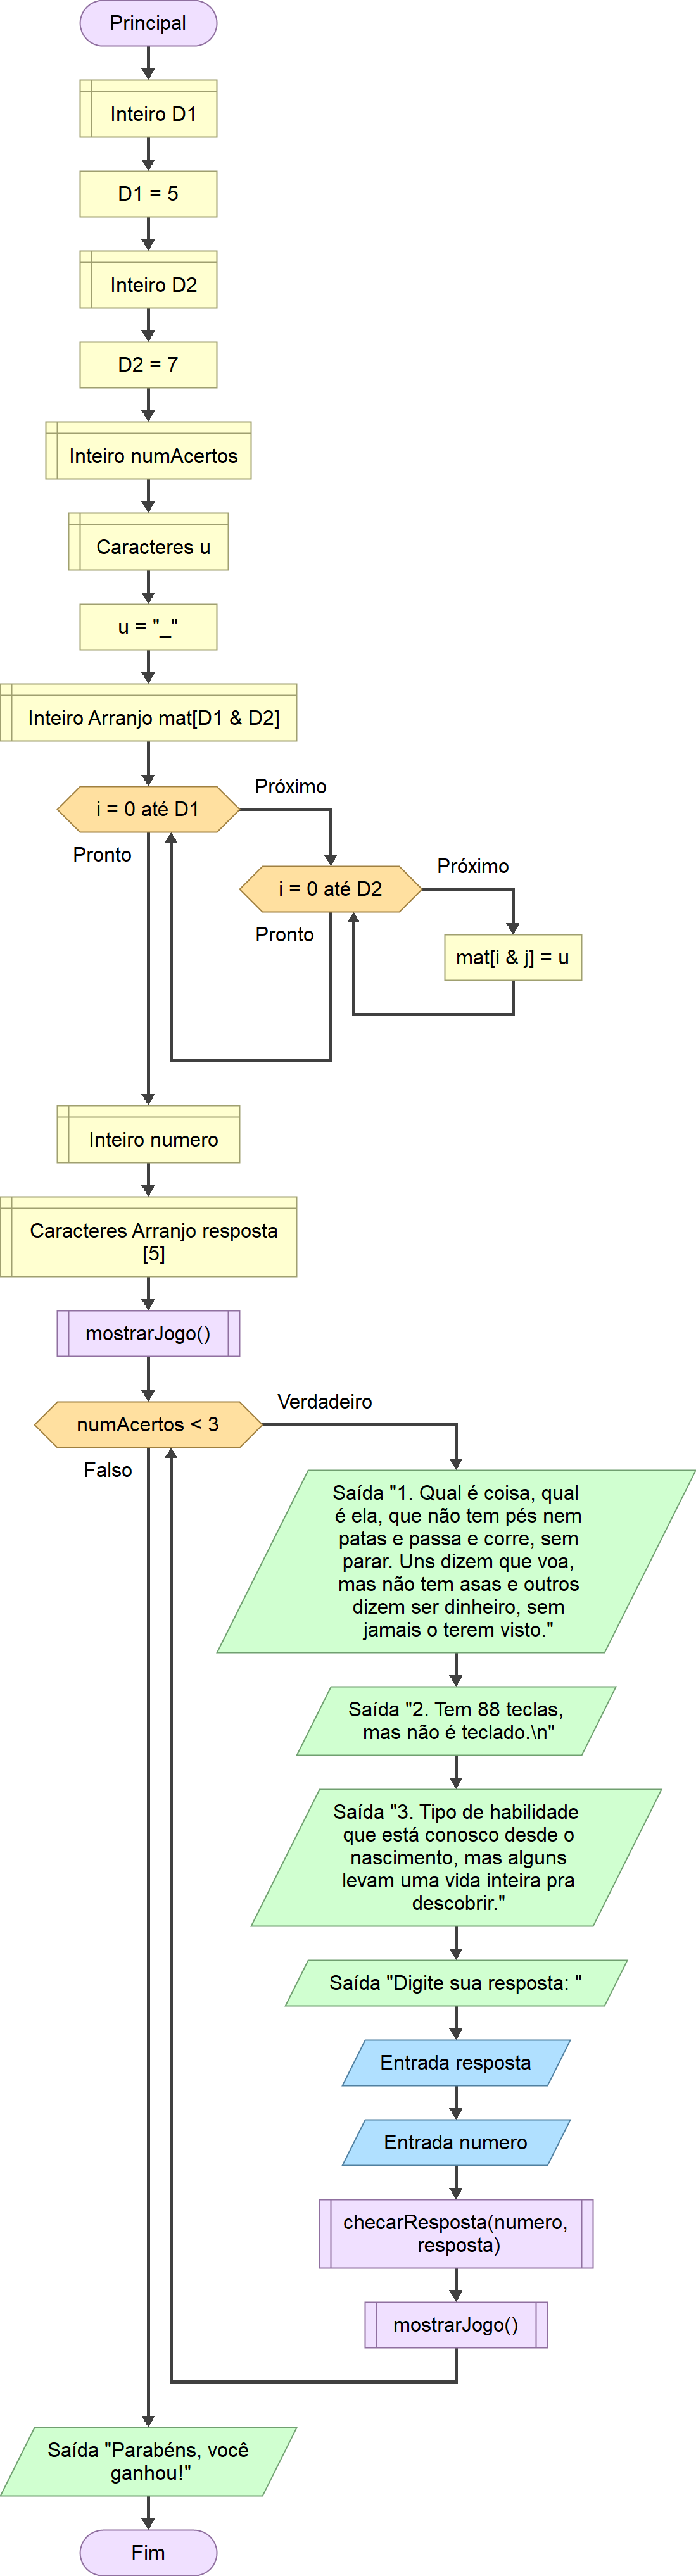 Principal
Inteiro D1
D1 = 5
Inteiro D2
D2 = 7
Inteiro numAcertos
Caracteres u
u = "_"
Inteiro Arranjo mat[D1 & D2]
i = 0 até D1
Próximo
Pronto
i = 0 até D2
Próximo
Pronto
mat[i & j] = u
Inteiro numero
Caracteres Arranjo resposta
[5]
mostrarJogo()
numAcertos < 3
Verdadeiro
Falso
Saída "1. Qual é coisa, qual
é ela, que não tem pés nem
patas e passa e corre, sem
parar. Uns dizem que voa,
mas não tem asas e outros
dizem ser dinheiro, sem
jamais o terem visto."
Saída "2. Tem 88 teclas,
mas não é teclado.\n"
Saída "3. Tipo de habilidade
que está conosco desde o
nascimento, mas alguns
levam uma vida inteira pra
descobrir."
Saída "Digite sua resposta: "
Entrada resposta
Entrada numero
checarResposta(numero,
resposta)
mostrarJogo()
Saída "Parabéns, você
ganhou!"
Fim